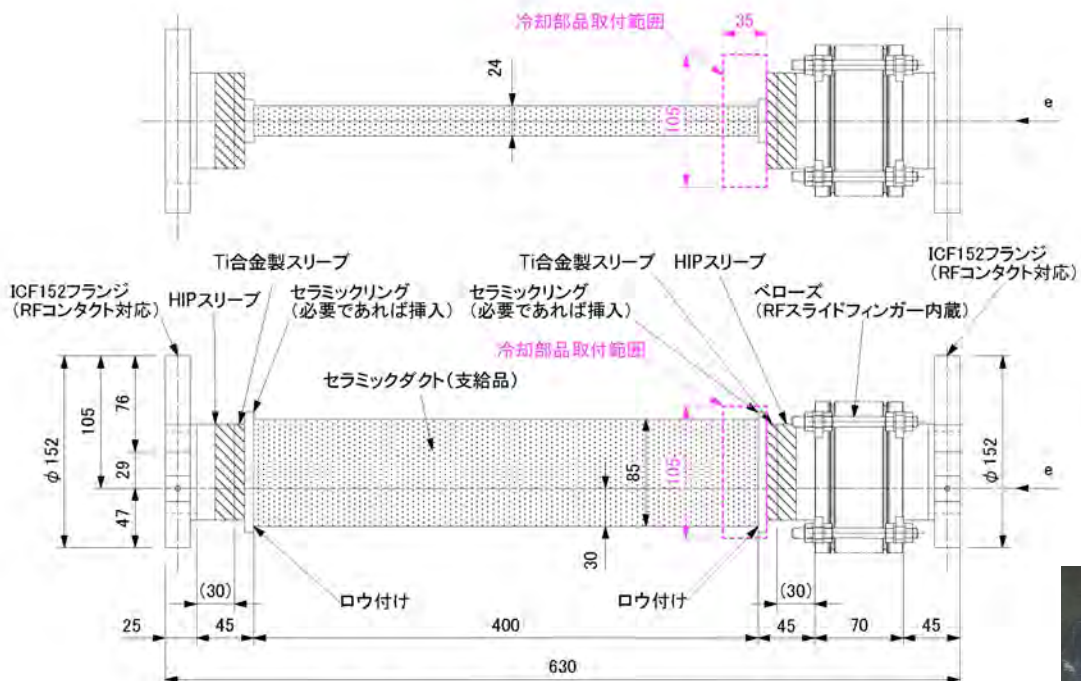 冷却部品取付範囲
35
24
105
e
Ti合金製スリーブ
Ti合金製スリーブ
HIPスリーブ
ICF152フランジ
(RFコンタクト対応)
ICF152フランジ
(RFコンタクト対応)
HIPスリーブ
セラミックリング
(必要であれば挿入)
セラミックリング
(必要であれば挿入)
ベローズ
(RFスライドフィンガー内蔵)
冷却部品取付範囲
セラミックダクト(支給品)
φ152
105
76
29
47
85
105
30
φ152
e
(30)
ロウ付け
ロウ付け
(30)
25
45
400
45
70
45
630